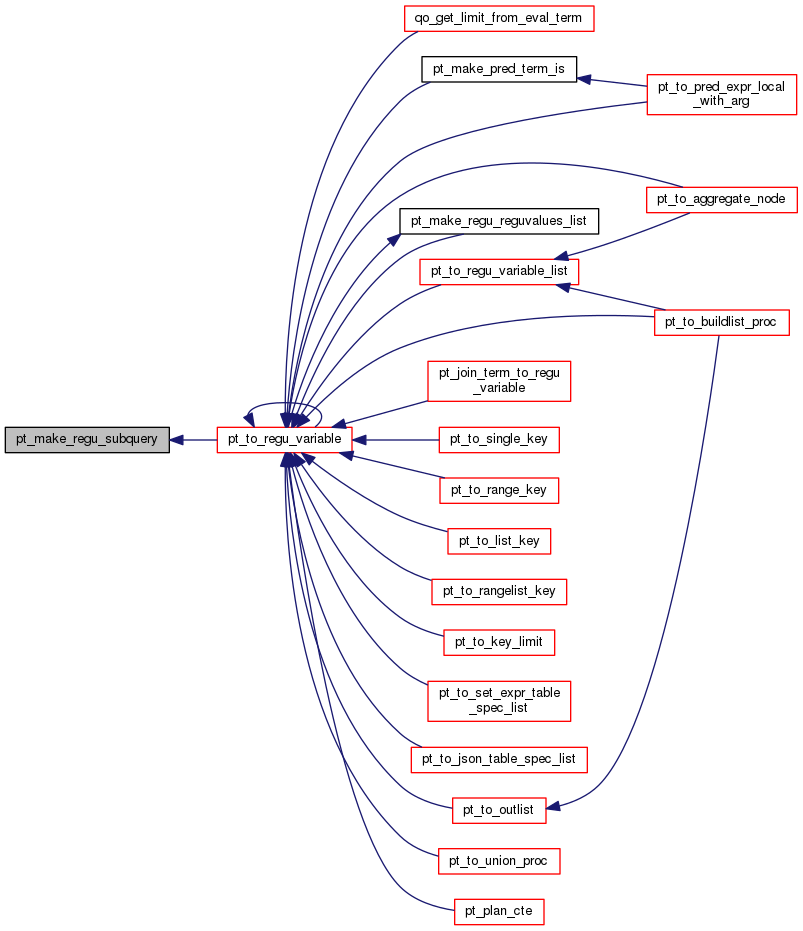 qo_get_limit_from_eval_term
pt_make_pred_term_is
pt_to_pred_expr_local
_with_arg
pt_to_aggregate_node
pt_make_regu_reguvalues_list
pt_to_regu_variable_list
pt_to_buildlist_proc
pt_join_term_to_regu
_variable
pt_make_regu_subquery
pt_to_regu_variable
pt_to_single_key
pt_to_range_key
pt_to_list_key
pt_to_rangelist_key
pt_to_key_limit
pt_to_set_expr_table
_spec_list
pt_to_json_table_spec_list
pt_to_outlist
pt_to_union_proc
pt_plan_cte